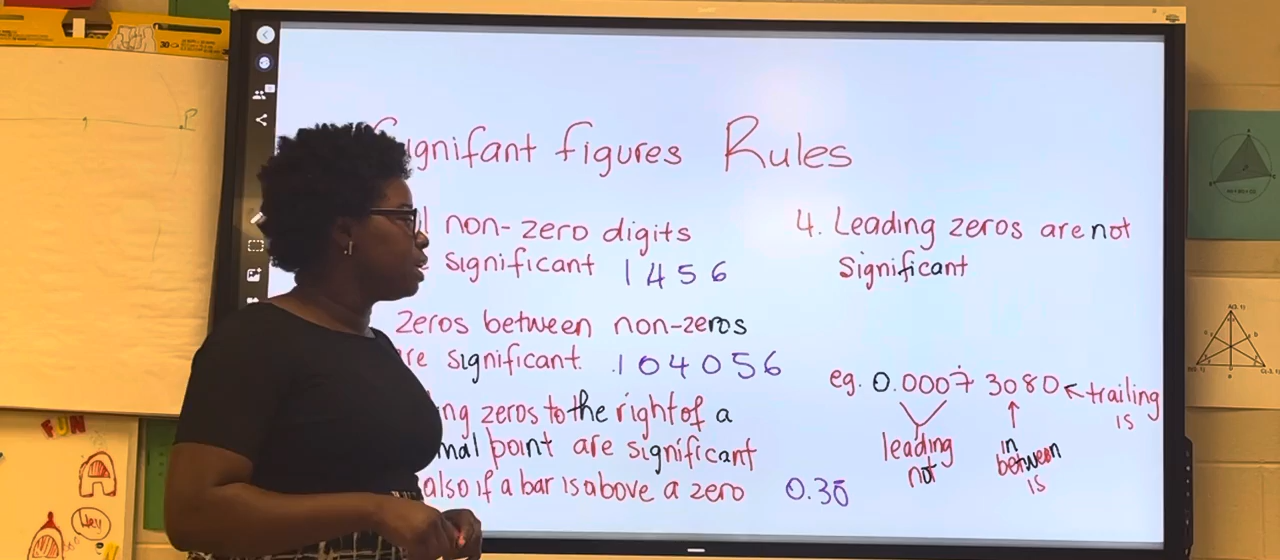 ignifant figures Rules
l non-zero digits
significant 1456
zeros between non-zeros
re significant. 104056
ng zeros to the right of a
mal point are significant
also if a bar is above a zero 0.30̄
4. Leading zeros are not
Significant
eg. 0.0007 3080 ← trailing
is
leading
not
in
between
is
P
FUN
Hey!
30